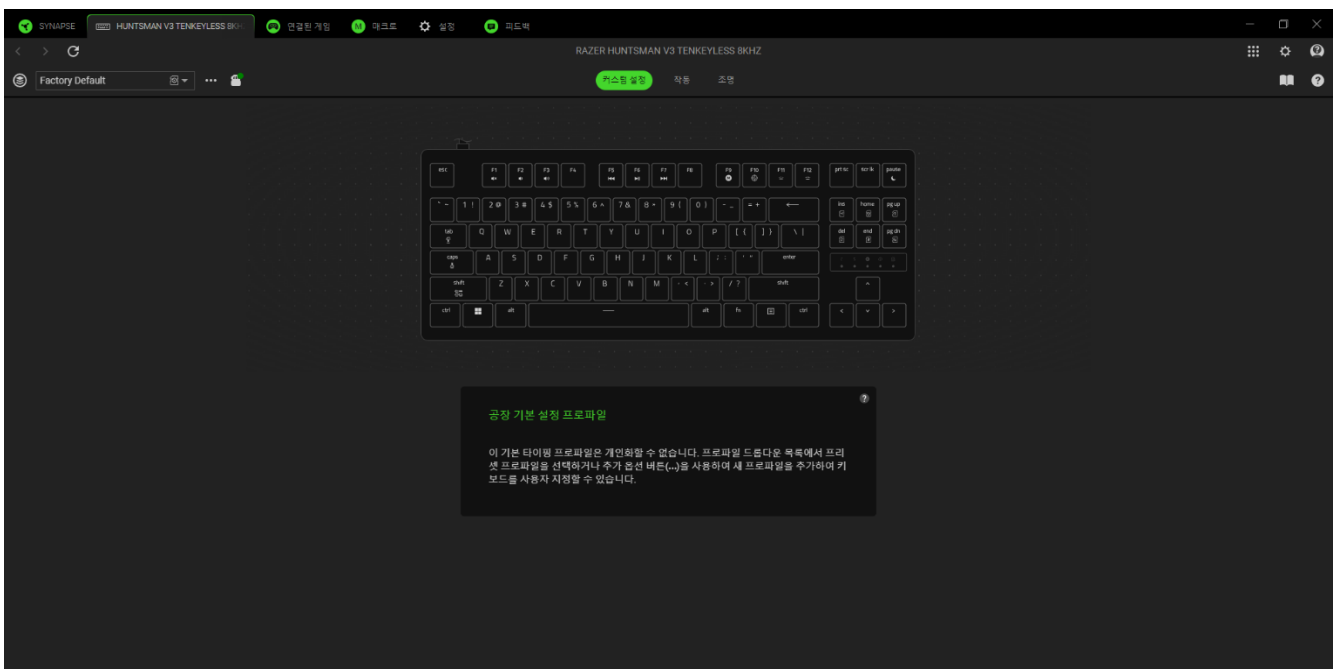 SYNAPSE HUNTSMAN V3 TENKEYLESS 8KH 연결된 게임 M 매크로 설정 피드백
RAZER HUNTSMAN V3 TENKEYLESS 8KHZ
Factory Default ... 커스텀 설정 작동 조명
esc F1 F2 F3 F4 F5 F6 F7 F8 F9 F10 F11 F12 prt sc scr lk pause
` ~ 1 ! 2 @ 3 # 4 $ 5 % 6 ^ 7 & 8 * 9 ( 0 ) - _ = + ins home pg up
tab Q W E R T Y U I O P [ { ] } \ | del end pg dn
caps A S D F G H J K L ; : ' " enter
shift Z X C V B N M , < . > / ? shift
ctrl alt alt fn ctrl
공장 기본 설정 프로파일
이 기본 타이핑 프로파일은 개인화할 수 없습니다. 프로파일 드롭다운 목록에서 프리
셋 프로파일을 선택하거나 추가 옵션 버튼(...)을 사용하여 새 프로파일을 추가하여 키
보드를 사용자 지정할 수 있습니다.